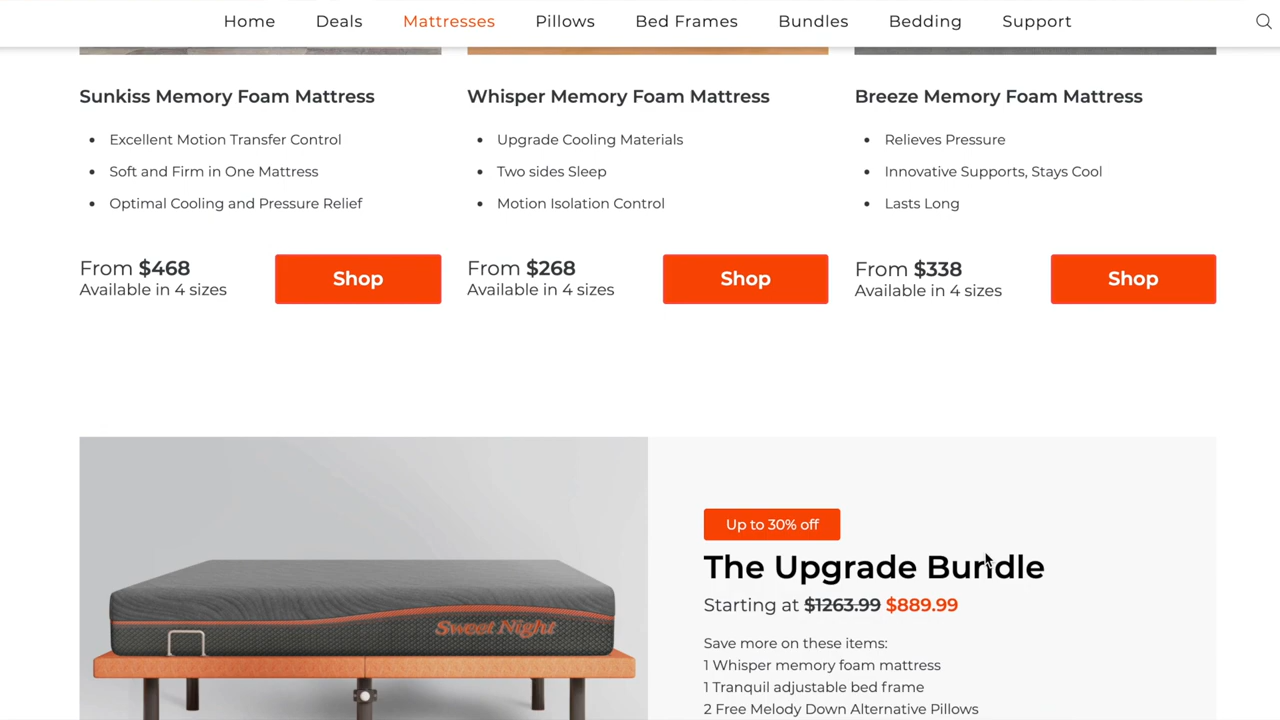 Home Deals Mattresses Pillows Bed Frames Bundles Bedding Support
Sunkiss Memory Foam Mattress
Excellent Motion Transfer Control
Soft and Firm in One Mattress
Optimal Cooling and Pressure Relief
From $468
Available in 4 sizes
Shop
Whisper Memory Foam Mattress
Upgrade Cooling Materials
Two sides Sleep
Motion Isolation Control
From $268
Available in 4 sizes
Shop
Breeze Memory Foam Mattress
Relieves Pressure
Innovative Supports, Stays Cool
Lasts Long
From $338
Available in 4 sizes
Shop
Sweet Night
Up to 30% off
The Upgrade Bundle
Starting at $1263.99 $889.99
Save more on these items:
1 Whisper memory foam mattress
1 Tranquil adjustable bed frame
2 Free Melody Down Alternative Pillows